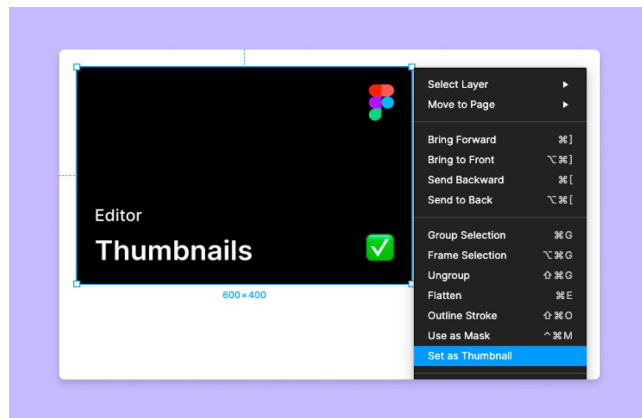 Editor
Thumbnails
600 × 400
Select Layer ▶
Move to Page ▶
Bring Forward ⌘ ]
Bring to Front ⌥ ⌘ ]
Send Backward ⌘ [
Send to Back ⌥ ⌘ [
Group Selection ⌘ G
Frame Selection ⌥ ⌘ G
Ungroup ⇧ ⌘ G
Flatten ⌘ E
Outline Stroke ⇧ ⌘ O
Use as Mask ^ ⌘ M
Set as Thumbnail